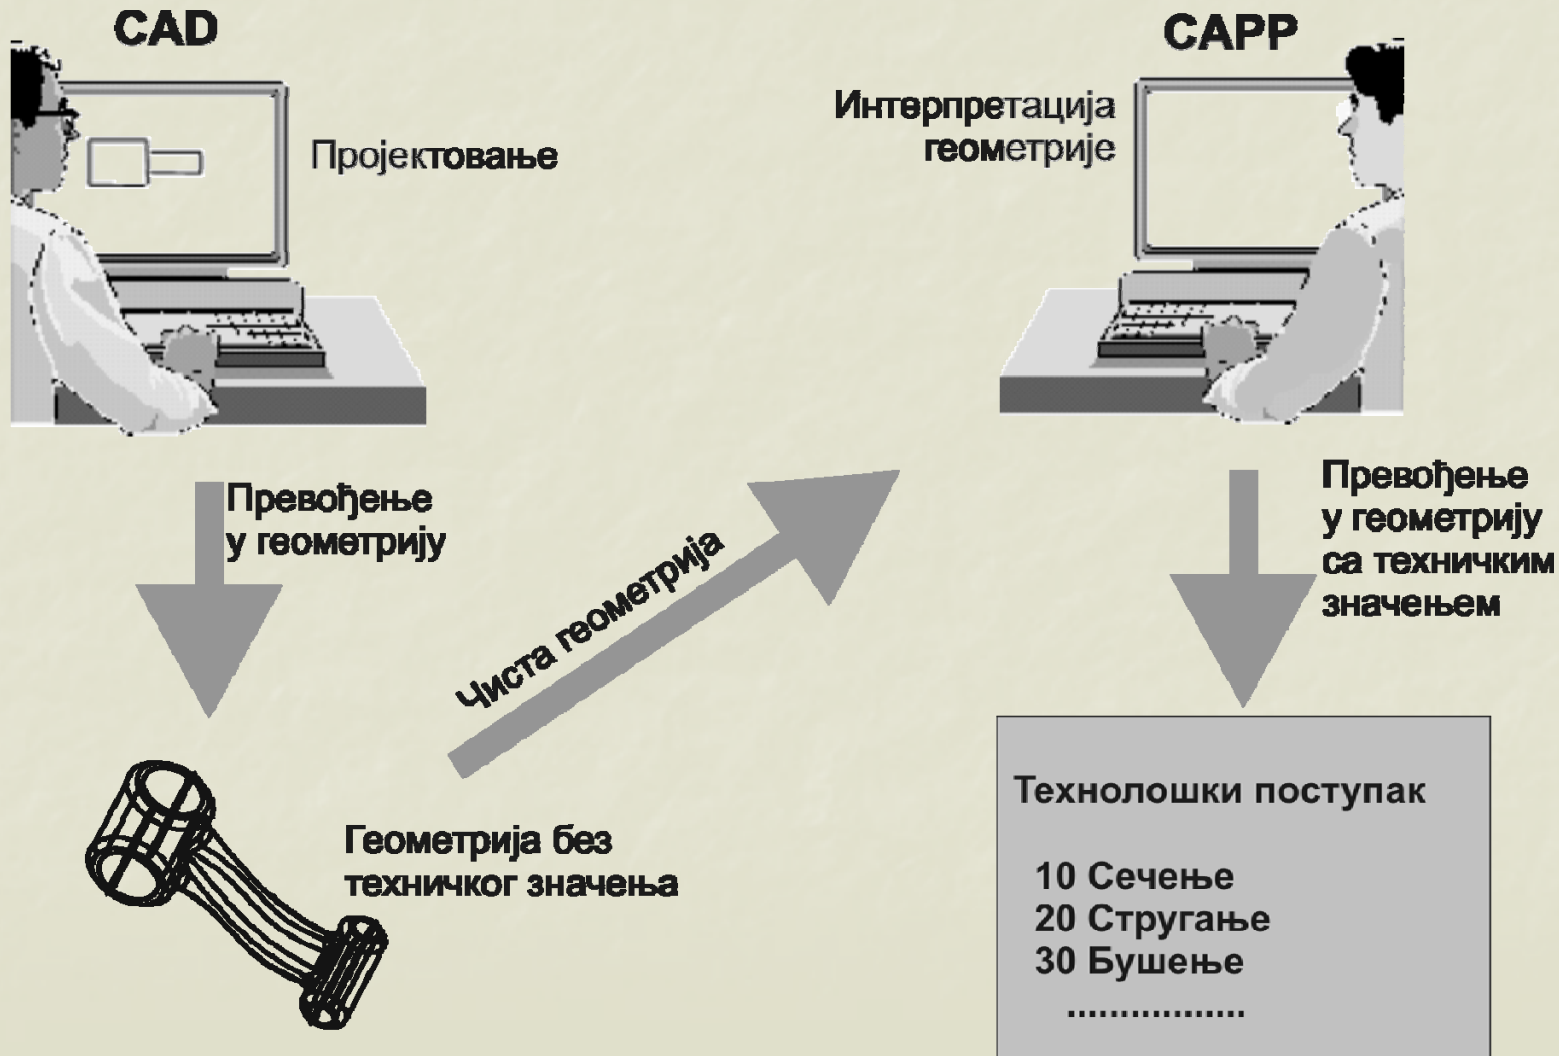 CAD
Пројектовање
Превођење
у геометрију
Геометрија без
техничког значења
Чиста геометрија
CAPP
Интерпретација
геометрије
Превођење
у геометрију
са техничким
значењем
Технолошки поступак
10 Сечење
20 Стругање
30 Бушење
.................